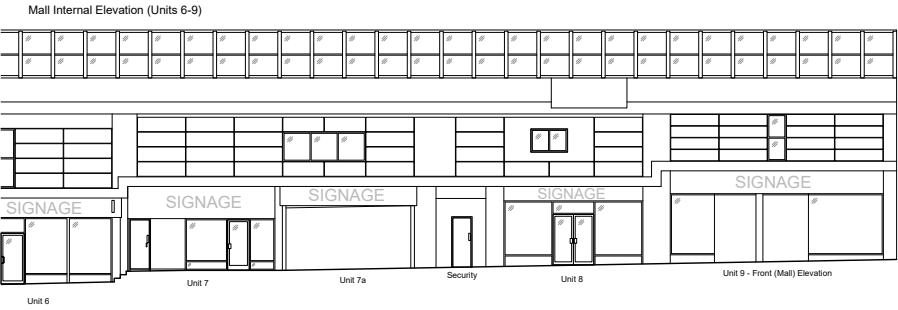 Mall Internal Elevation (Units 6-9)
SIGNAGE
SIGNAGE
SIGNAGE
SIGNAGE
SIGNAGE
Unit 6
Unit 7
Unit 7a
Security
Unit 8
Unit 9 - Front (Mall) Elevation